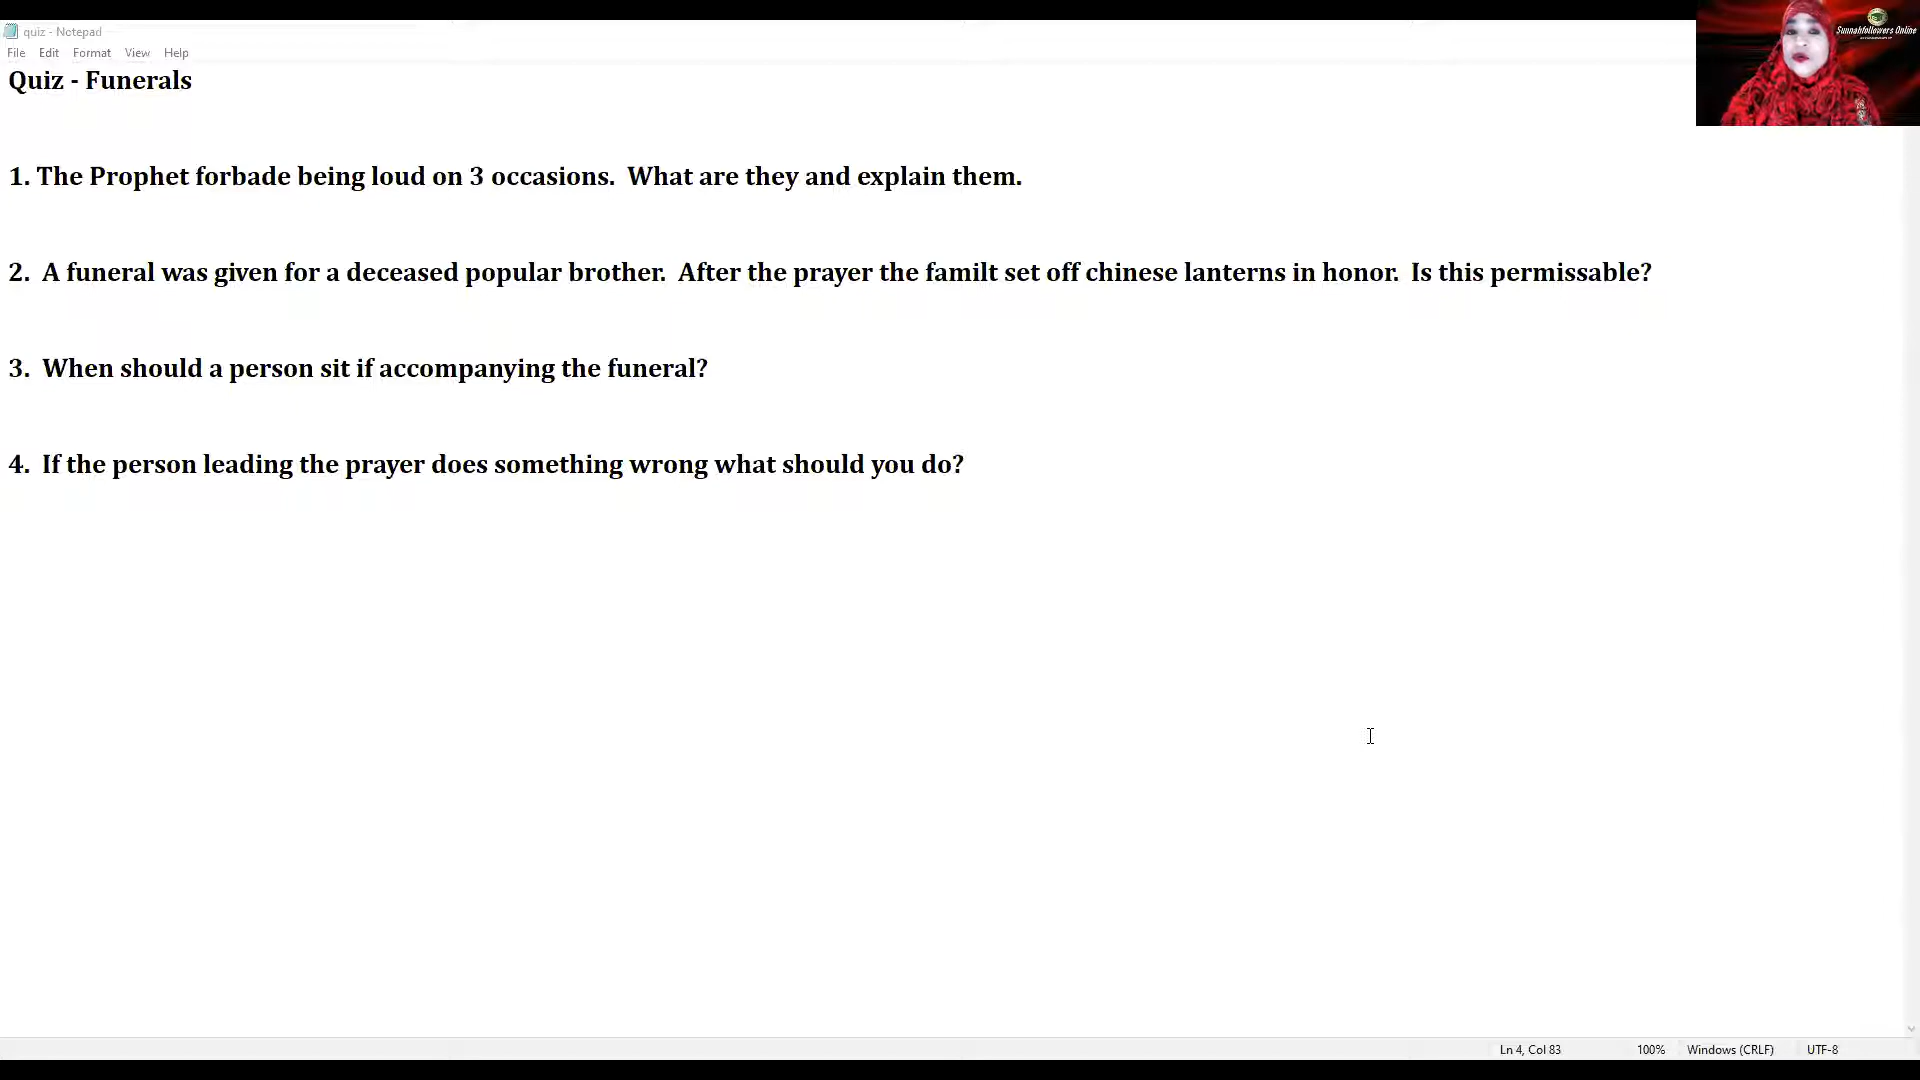 quiz - Notepad
File Edit Format View Help
Sunnahfollowers Online
Quiz - Funerals
1. The Prophet forbade being loud on 3 occasions.  What are they and explain them.
2.  A funeral was given for a deceased popular brother.  After the prayer the familt set off chinese lanterns in honor.  Is this permissable?
3.  When should a person sit if accompanying the funeral?
4.  If the person leading the prayer does something wrong what should you do?
Ln 4, Col 83 100% Windows (CRLF) UTF-8